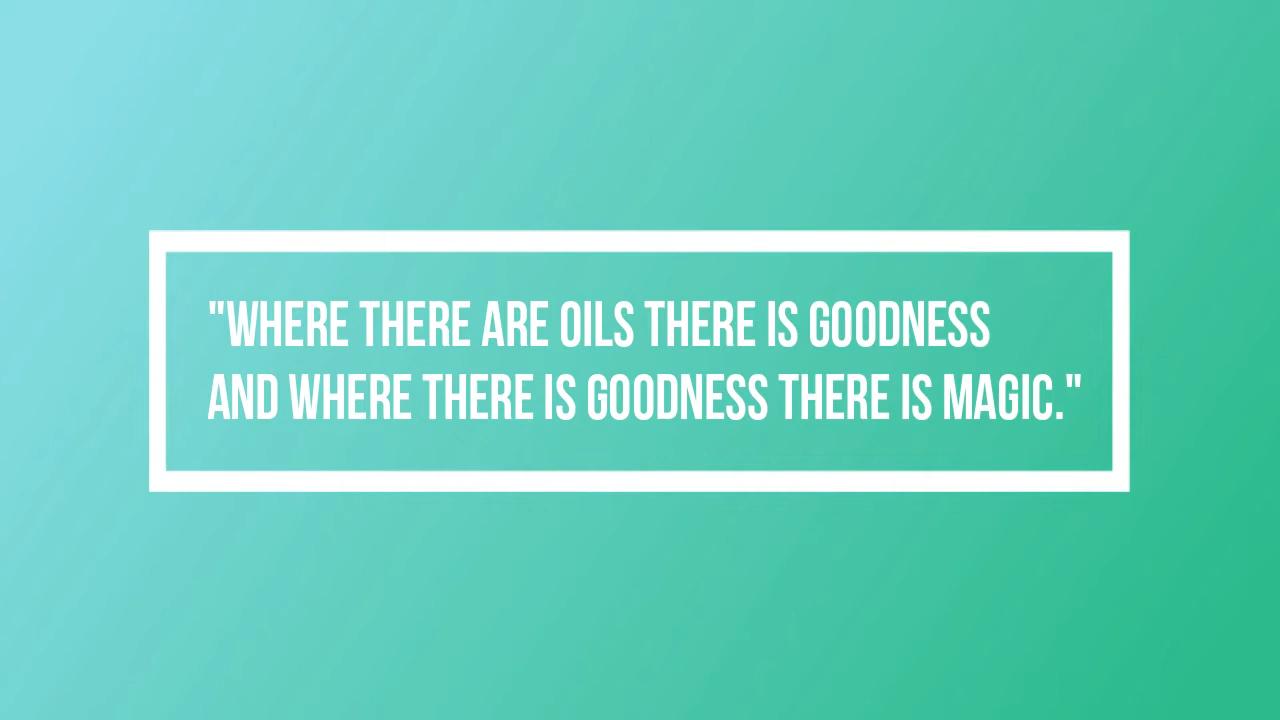 "WHERE THERE ARE OILS THERE IS GOODNESS
AND WHERE THERE IS GOODNESS THERE IS MAGIC."